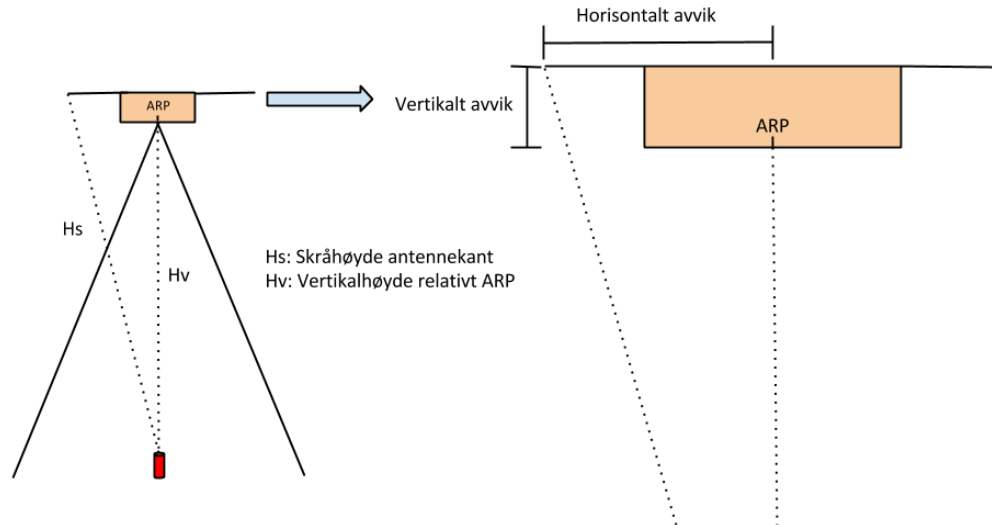 Horisontalt avvik
ARP
Vertikalt avvik
ARP
Hs
Hv
Hs: Skråhøyde antennekant
Hv: Vertikalhøyde relativt ARP